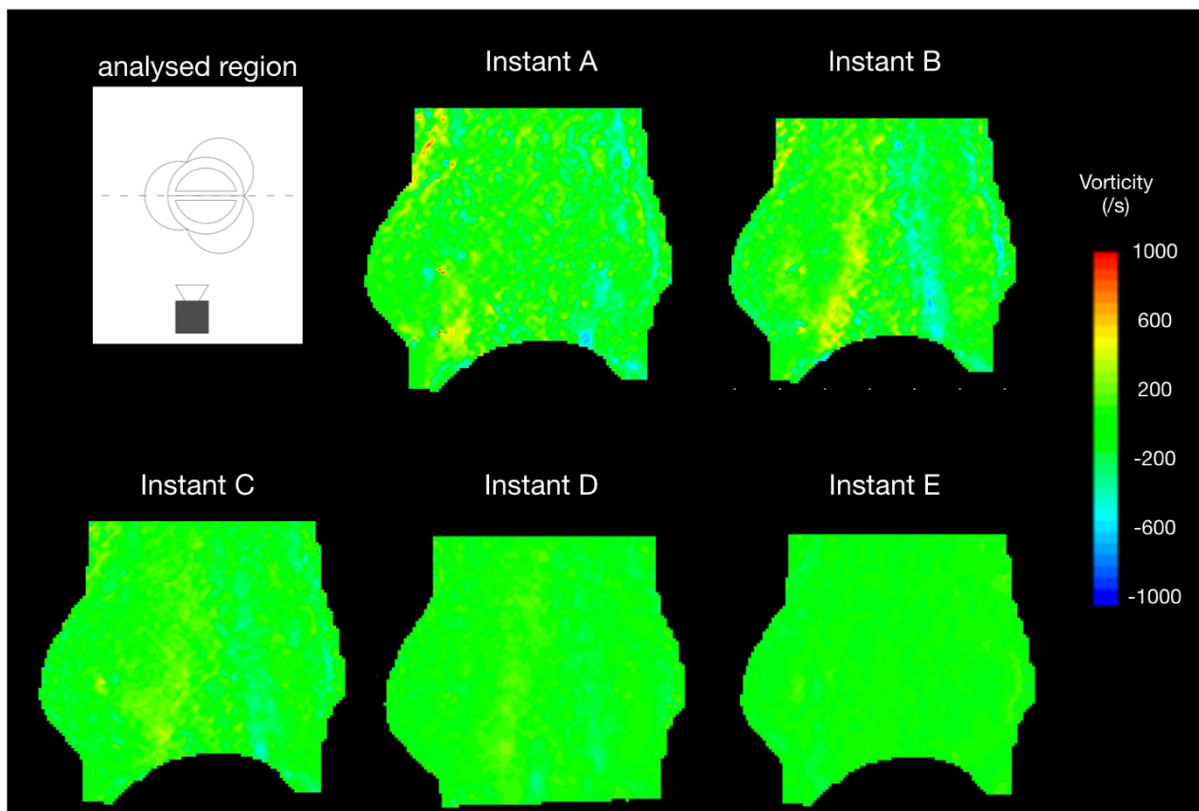 analysed region
Instant A
Instant B
Vorticity
(/s)
1000
600
200
-200
-600
-1000
Instant C
Instant D
Instant E